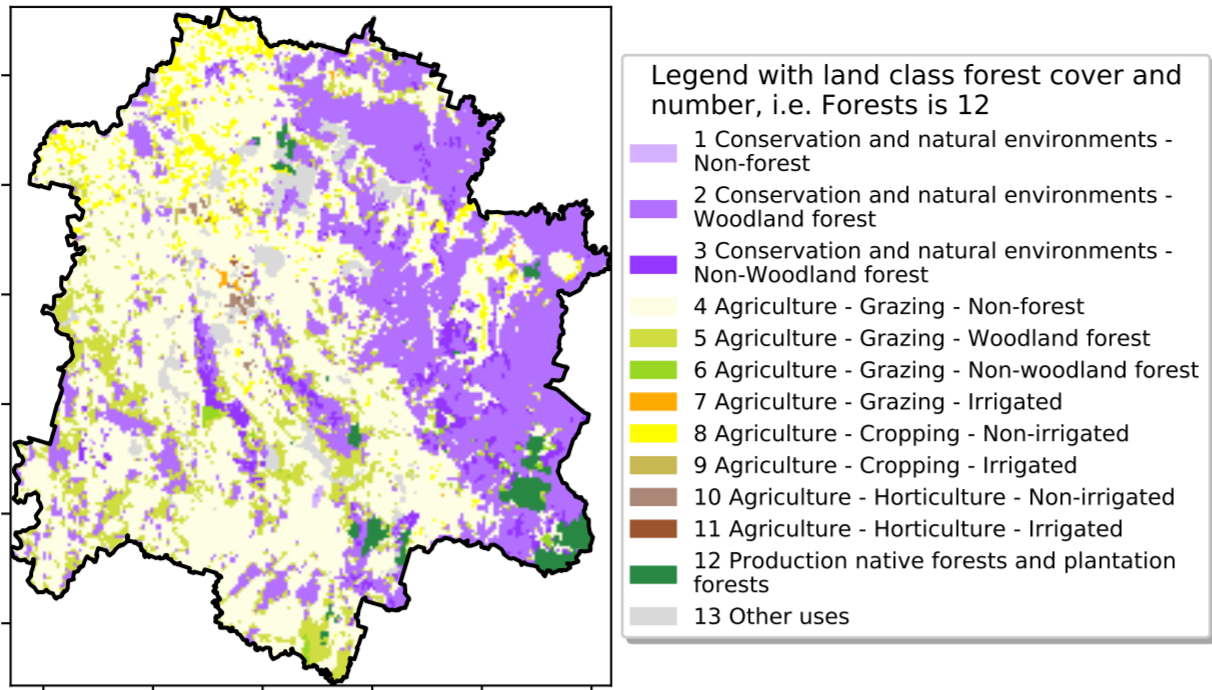 Legend with land class forest cover and
number, i.e. Forests is 12
1 Conservation and natural environments -
Non-forest
2 Conservation and natural environments -
Woodland forest
3 Conservation and natural environments -
Non-Woodland forest
4 Agriculture - Grazing - Non-forest
5 Agriculture - Grazing - Woodland forest
6 Agriculture - Grazing - Non-woodland forest
7 Agriculture - Grazing - Irrigated
8 Agriculture - Cropping - Non-irrigated
9 Agriculture - Cropping - Irrigated
10 Agriculture - Horticulture - Non-irrigated
11 Agriculture - Horticulture - Irrigated
12 Production native forests and plantation
forests
13 Other uses